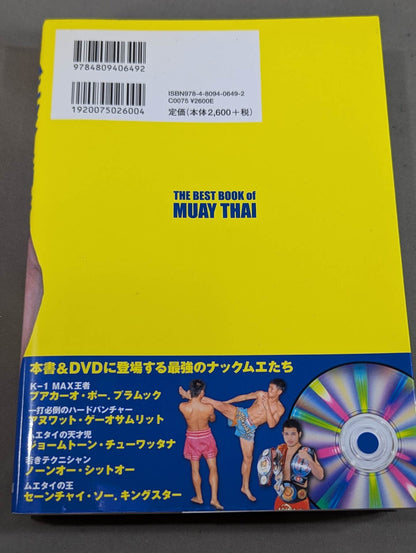 9784809406492
1920075026004
ISBN978-4-8094-0649-2
C0075 ¥2600E
定価(本体2,600+税)
THE BEST BOOK of
MUAY THAI
本書&DVDに登場する最強のナックムエたち
K-1 MAX王者
ブアカーオ・ポー.プラムック
一打必倒のハードパンチャー
アヌワット・ゲーオサムリット
ムエタイの天才児
ジョームトーン・チューワッタナ
若きテクニシャン
ノーンオー・シットオー
ムエタイの王
セーンチャイ・ソー.キングスター